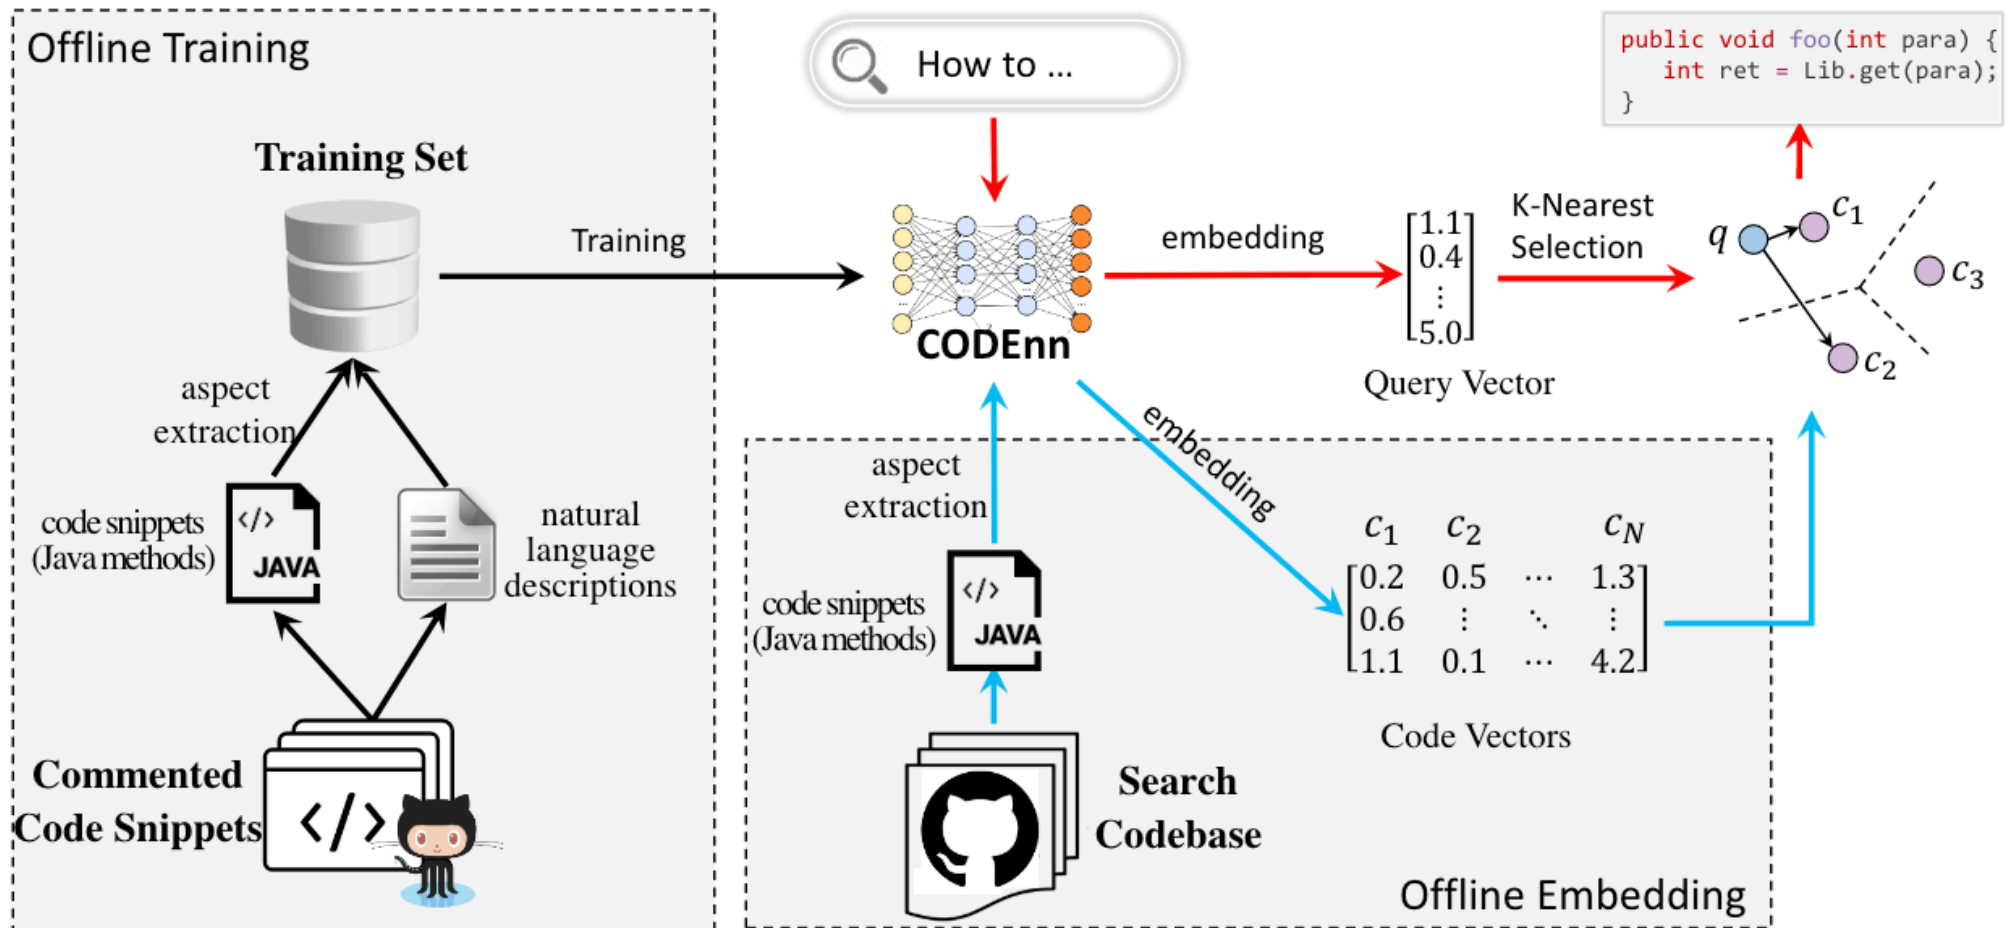 Offline Training
Training Set
Training
aspect
extraction
code snippets
(Java methods)
</>
JAVA
natural
language
descriptions
Commented
Code Snippets
</>
How to ...
CODEnn
embedding
[1.1
0.4
⋮
5.0]
Query Vector
K-Nearest
Selection
public void foo(int para) {
int ret = Lib.get(para);
}
q
c₁
c₃
c₂
aspect
extraction
embedding
code snippets
(Java methods)
</>
JAVA
Search
Codebase
c₁ c₂ c_N
[0.2 0.5 ⋯ 1.3
0.6 ⋮ ⋱ ⋮
1.1 0.1 ⋯ 4.2]
Code Vectors
Offline Embedding